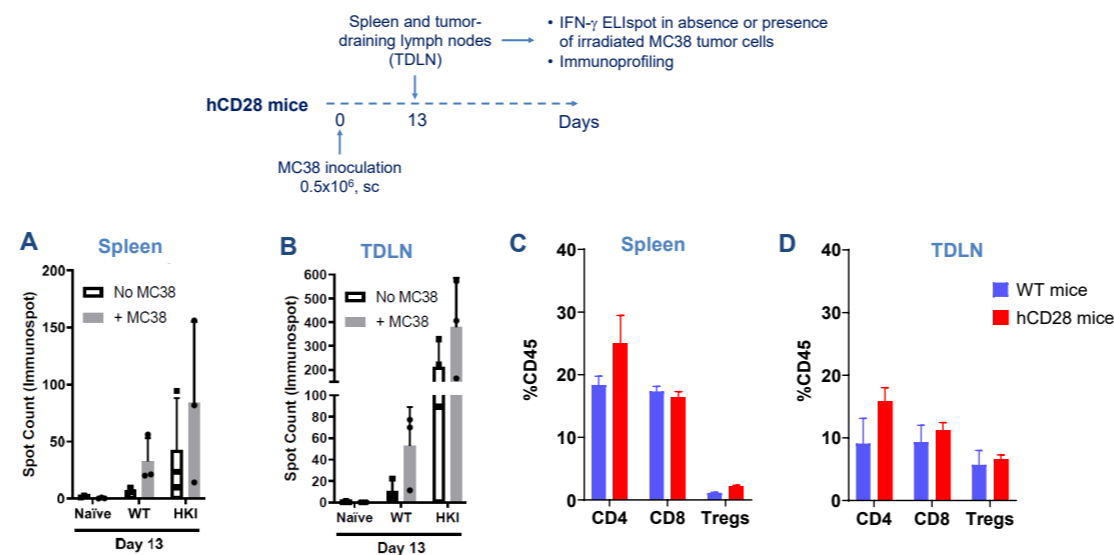 Spleen and tumor-
draining lymph nodes
(TDLN)
• IFN-γ ELIspot in absence or presence
of irradiated MC38 tumor cells
• Immunoprofiling
hCD28 mice
0
13
Days
MC38 inoculation
0.5x10⁶, sc
A
Spleen
Spot Count (Immunospot)
200
150
100
50
0
No MC38
+ MC38
Naïve
WT
HKI
Day 13
B
TDLN
Spot Count (Immunospot)
600
500
400
300
200
100
80
60
40
20
0
No MC38
+ MC38
Naïve
WT
HKI
Day 13
C
Spleen
%CD45
40
30
20
10
0
CD4
CD8
Tregs
D
TDLN
%CD45
40
30
20
10
0
CD4
CD8
Tregs
WT mice
hCD28 mice